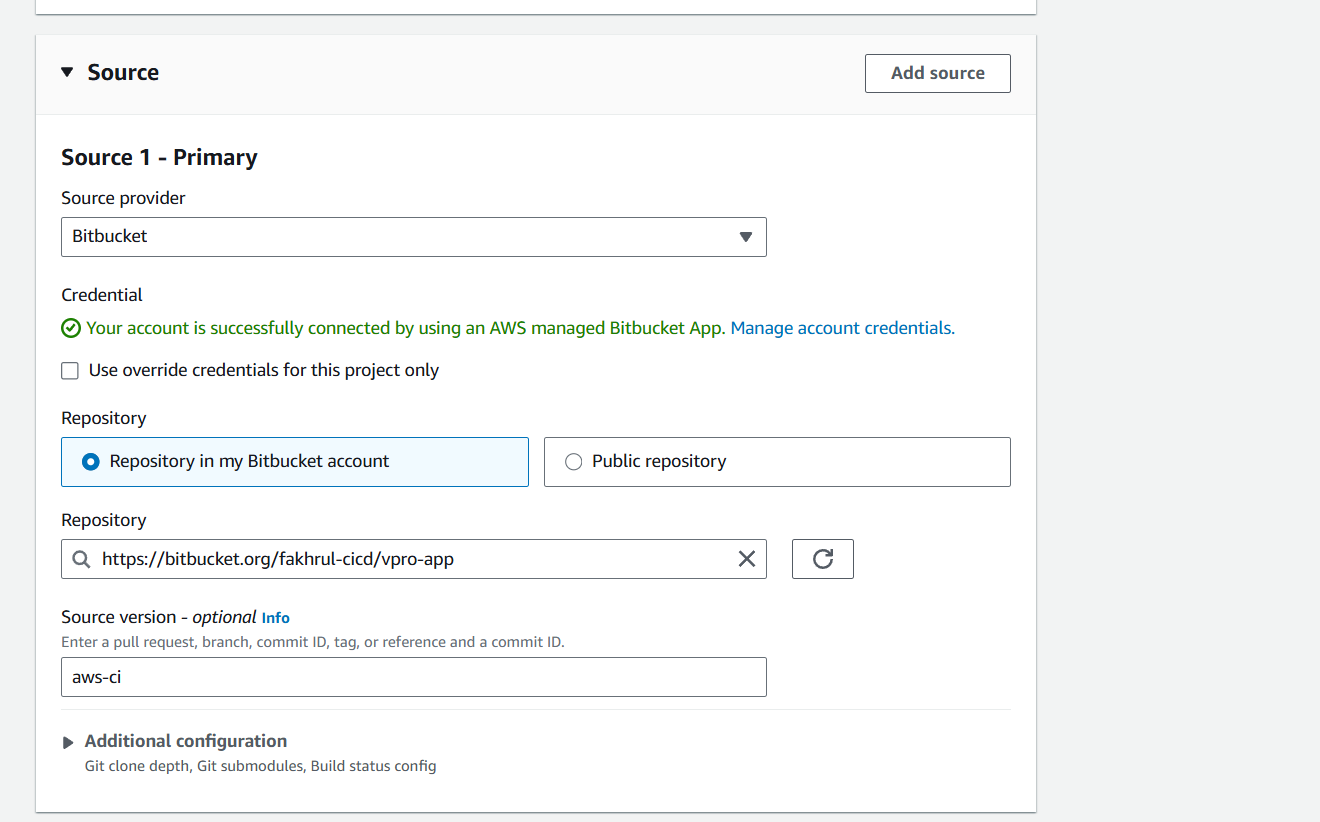 Source
Add source
Source 1 - Primary
Source provider
Bitbucket
Credential
Your account is successfully connected by using an AWS managed Bitbucket App. Manage account credentials.
Use override credentials for this project only
Repository
Repository in my Bitbucket account
Public repository
Repository
https://bitbucket.org/fakhrul-cicd/vpro-app
Source version - optional Info
Enter a pull request, branch, commit ID, tag, or reference and a commit ID.
aws-ci
Additional configuration
Git clone depth, Git submodules, Build status config